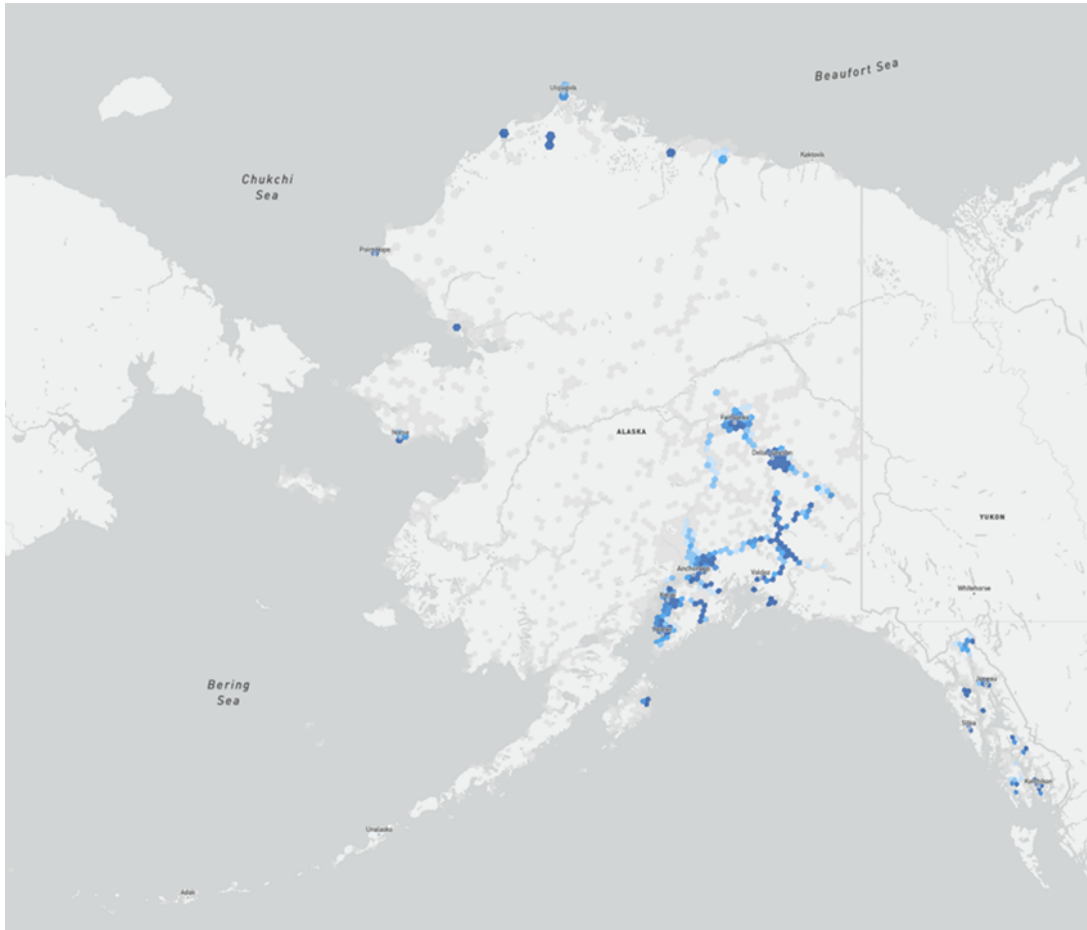 Beaufort Sea
Utqiagvik
Kaktovik
Chukchi
Sea
Point Hope
Nome
ALASKA
Fairbanks
YUKON
Anchorage
Valdez
Whitehorse
Juneau
Bering
Sea
Sitka
Ketchikan
Unalaska
Adak